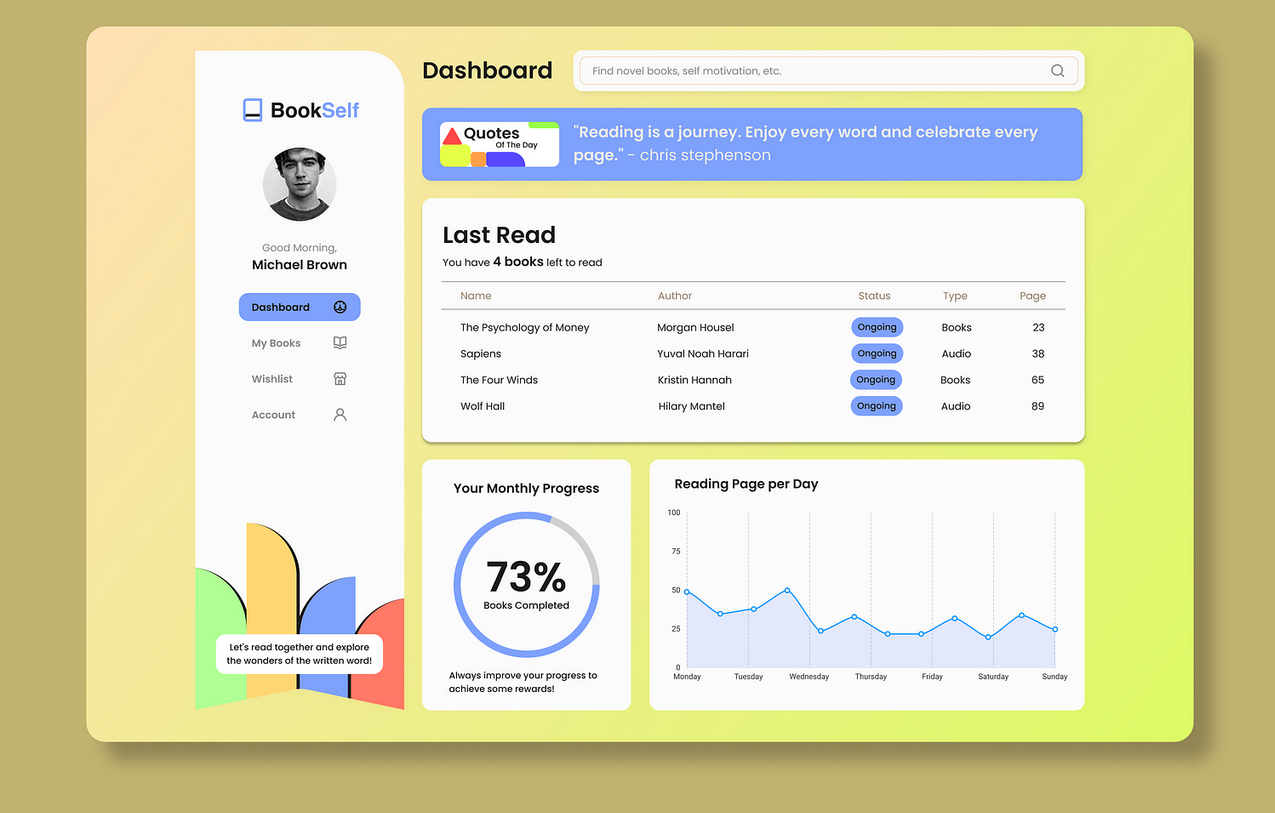 BookSelf
Good Morning,
Michael Brown
Dashboard
My Books
Wishlist
Account
Let's read together and explore
the wonders of the written word!
Dashboard
Find novel books, self motivation, etc.
Quotes
Of The Day
"Reading is a journey. Enjoy every word and celebrate every
page." - chris stephenson
Last Read
You have 4 books left to read
Name Author Status Type Page
The Psychology of Money Morgan Housel Ongoing Books 23
Sapiens Yuval Noah Harari Ongoing Audio 38
The Four Winds Kristin Hannah Ongoing Books 65
Wolf Hall Hilary Mantel Ongoing Audio 89
Your Monthly Progress
73%
Books Completed
Always improve your progress to
achieve some rewards!
Reading Page per Day
100
75
50
25
0
Monday Tuesday Wednesday Thursday Friday Saturday Sunday